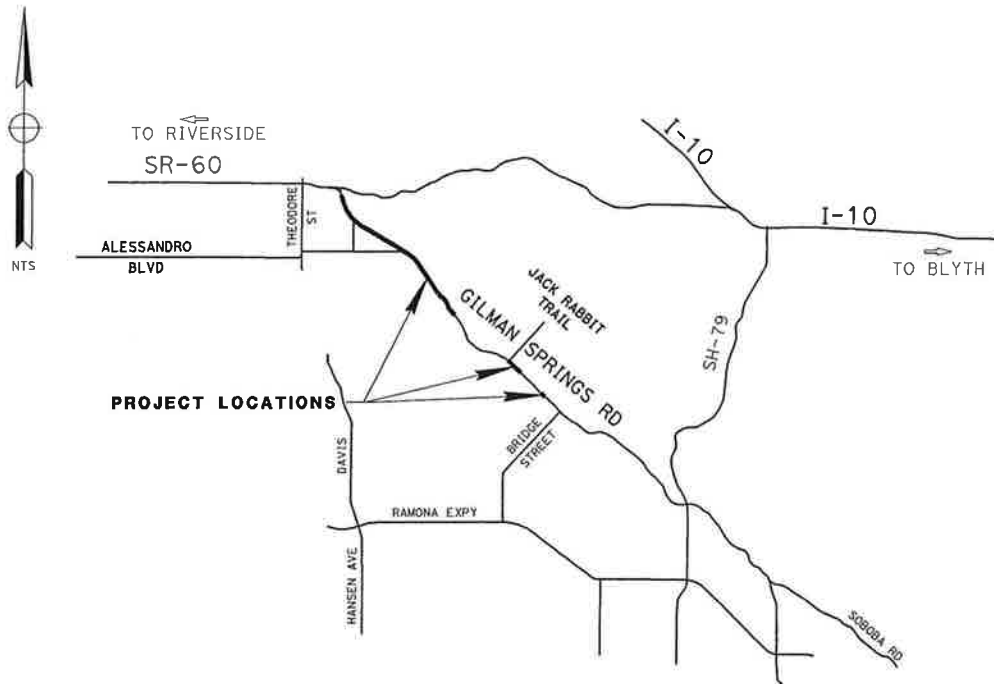 I-10
TO RIVERSIDE
SR-60
THEODORE
ST
I-10
ALESSANDRO
BLVD
NTS
TO BLYTH
JACK RABBIT
TRAIL
GILMAN SPRINGS RD
SH-79
PROJECT LOCATIONS
BRIDGE
STREET
DAVIS
RAMONA EXPY
HANSEN AVE
SOBOBA RD